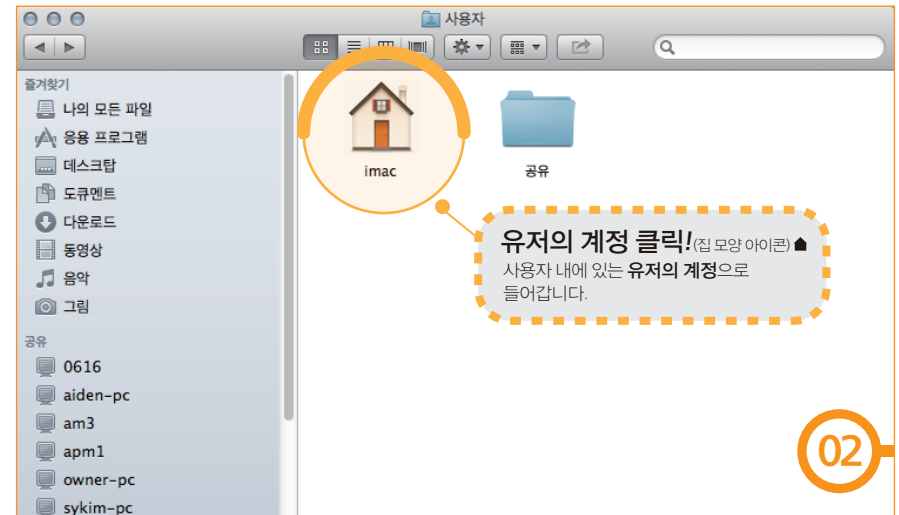 사용자
즐겨찾기
나의 모든 파일
응용 프로그램
데스크탑
도큐멘트
다운로드
동영상
음악
그림
공유
0616
aiden-pc
am3
apm1
owner-pc
sykim-pc
imac
공유
유저의 계정 클릭!(집 모양 아이콘)
사용자 내에 있는 유저의 계정으로
들어갑니다.
02